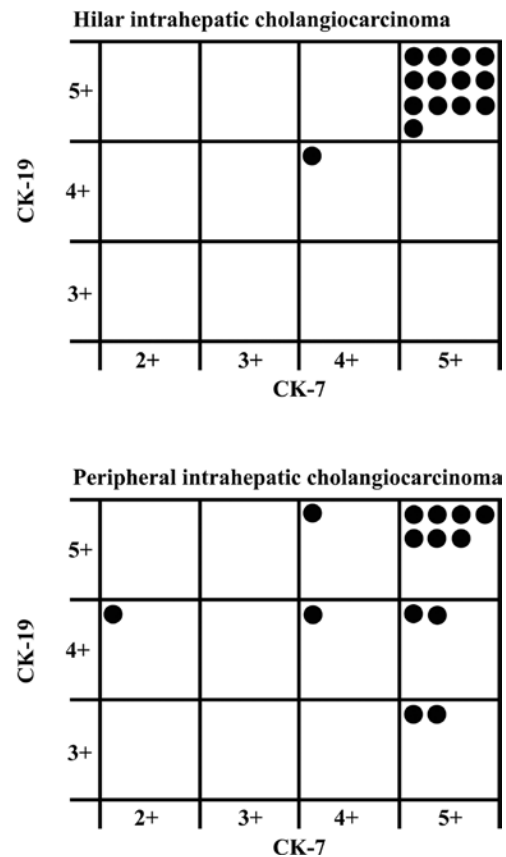 Hilar intrahepatic cholangiocarcinoma
5+
CK-19
4+
3+
2+ 3+ 4+ 5+
CK-7
Peripheral intrahepatic cholangiocarcinoma
5+
CK-19
4+
3+
2+ 3+ 4+ 5+
CK-7